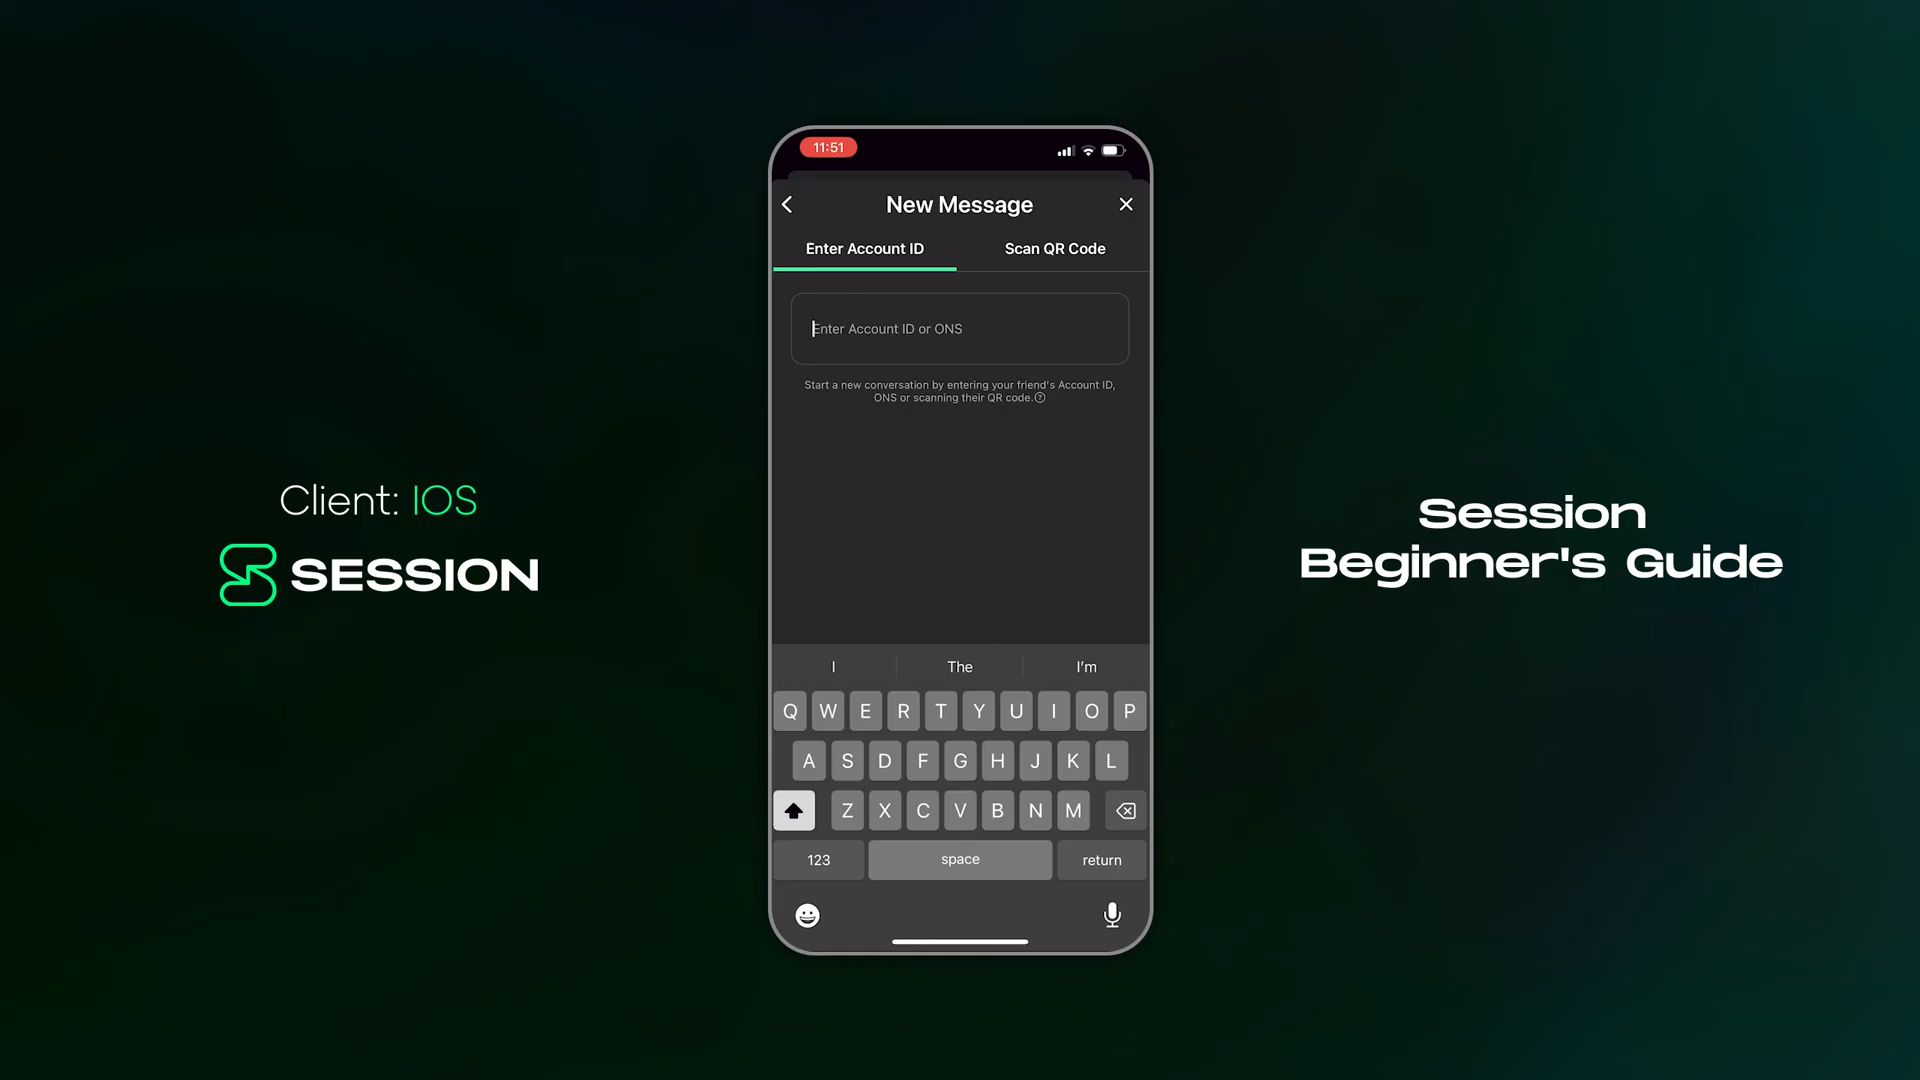 11:51
New Message
Enter Account ID
Scan QR Code
Enter Account ID or ONS
Start a new conversation by entering your friend's Account ID,
ONS or scanning their QR code.
Client: IOS
SESSION
Session
Beginner's Guide
I
The
I'm
Q W E R T Y U I O P
A S D F G H J K L
Z X C V B N M
123
space
return